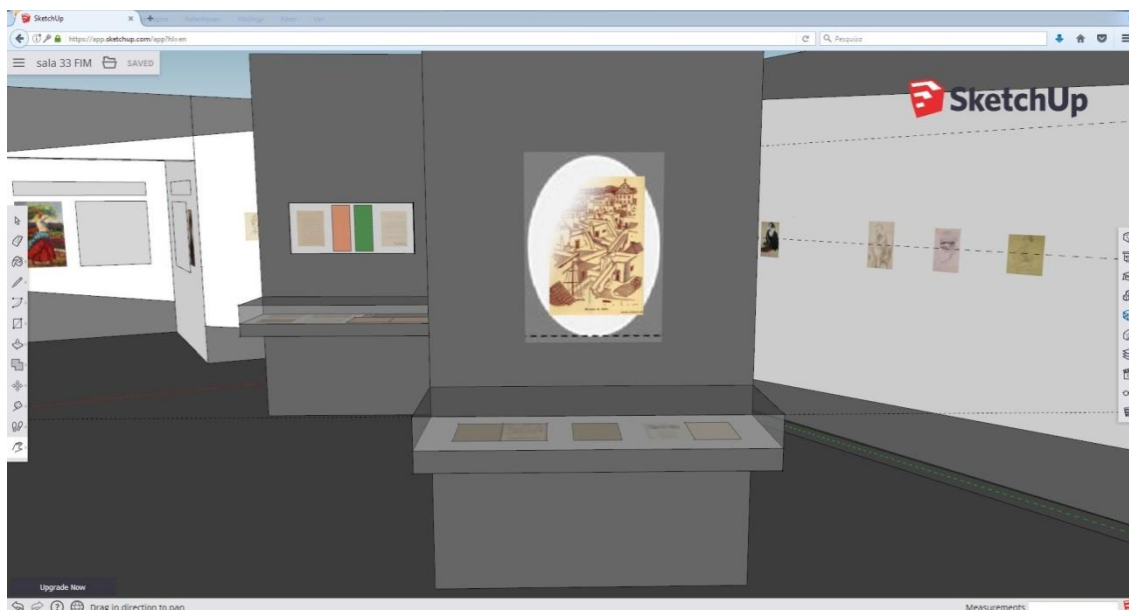 SketchUp
https://app.sketchup.com/app?hl=en
Pesquisa
sala 33 FIM
SAVED
SketchUp
Upgrade Now
Drag in direction to pan
Measurements